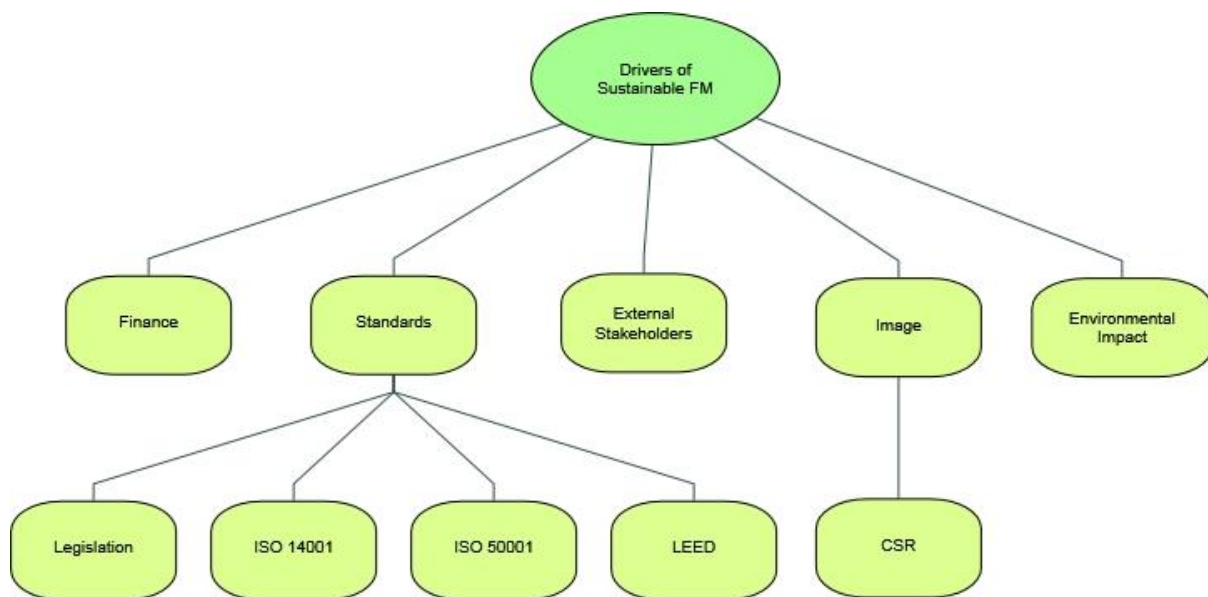 Drivers of
Sustainable FM
Finance
Standards
External
Stakeholders
Image
Environmental
Impact
Legislation
ISO 14001
ISO 50001
LEED
CSR